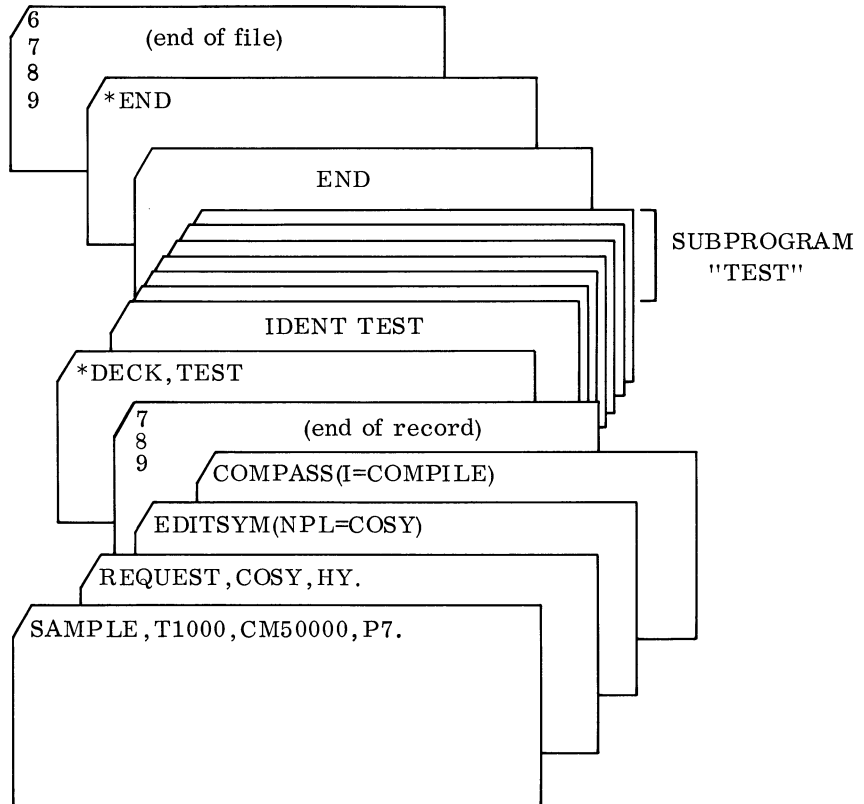 6
7
8
9
(end of file)
*END
END
SUBPROGRAM
"TEST"
IDENT TEST
*DECK,TEST
7
8
9
(end of record)
COMPASS(I=COMPILE)
EDITSYM(NPL=COSY)
REQUEST,COSY,HY.
SAMPLE,T1000,CM50000,P7.